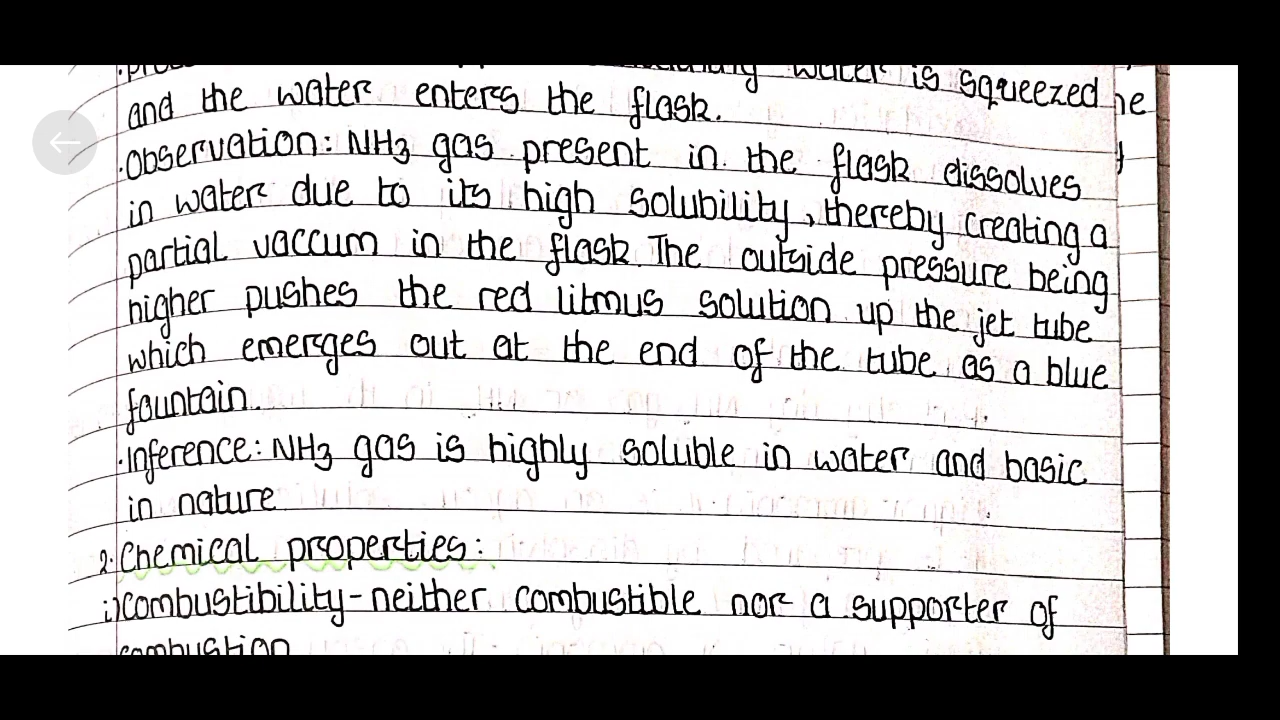 water is squeezed
and the water enters the flask. he
·Observation: NH3 gas present in the flask dissolves
in water due to its high solubility, thereby creating a
partial vaccum in the flask. The outside pressure being
higher pushes the red litmus solution up the jet tube
which emerges out at the end of the tube as a blue
fountain.
·Inference: NH3 gas is highly soluble in water and basic
in nature
2·Chemical properties:
i)Combustibility-neither combustible nor a supporter of
combustion